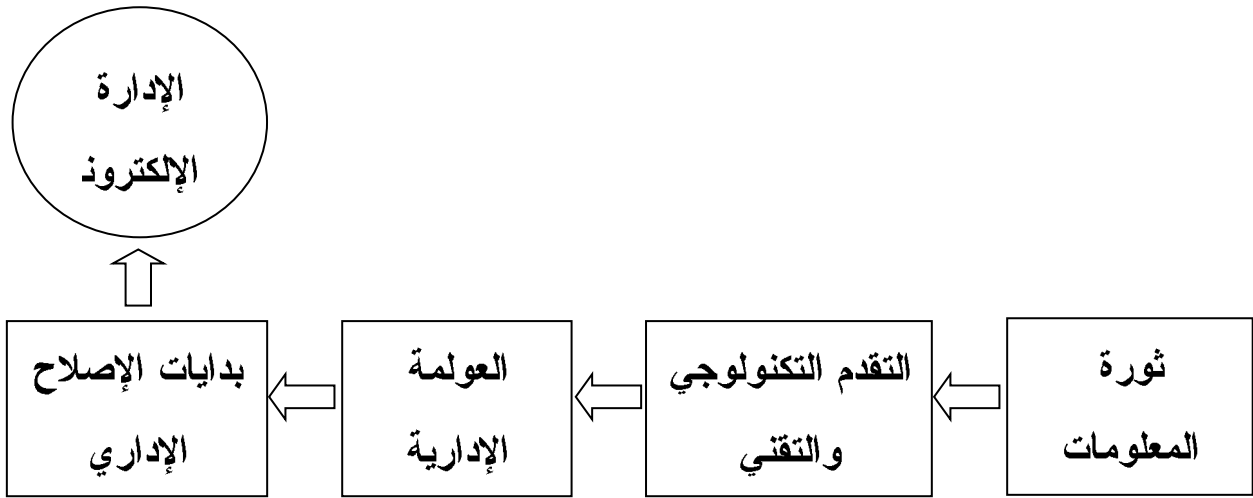 الإدارة
الإلكترونـ
ثورة
المعلومات
التقدم التكنولوجي
والتقني
العولمة
الإدارية
بدايات الإصلاح
الإداري